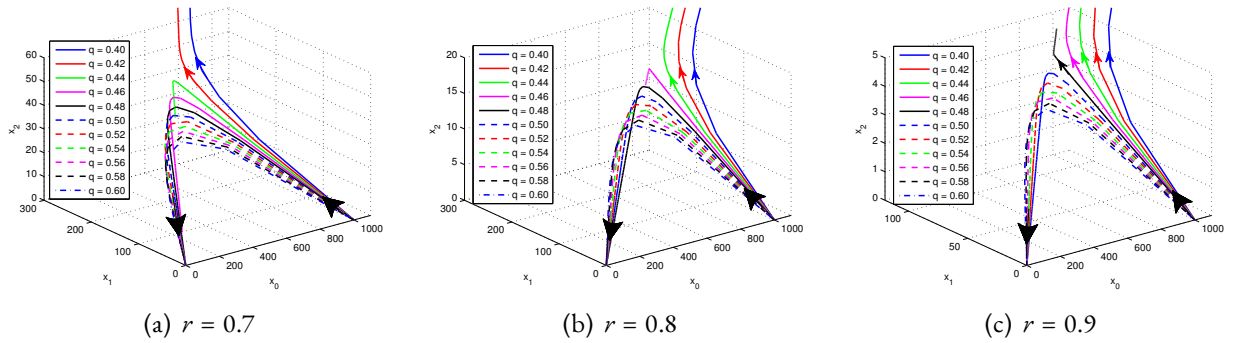 60
50
40
30
20
10
0
x2
300
200
100
0
x1
0
200
400
600
800
1000
x0
q = 0.40
q = 0.42
q = 0.44
q = 0.46
q = 0.48
q = 0.50
q = 0.52
q = 0.54
q = 0.56
q = 0.58
q = 0.60
(a) r = 0.7
20
15
10
5
0
x2
300
200
100
0
x1
0
200
400
600
800
1000
x0
q = 0.40
q = 0.42
q = 0.44
q = 0.46
q = 0.48
q = 0.50
q = 0.52
q = 0.54
q = 0.56
q = 0.58
q = 0.60
(b) r = 0.8
5
4
3
2
1
0
x2
100
50
0
x1
0
200
400
600
800
1000
x0
q = 0.40
q = 0.42
q = 0.44
q = 0.46
q = 0.48
q = 0.50
q = 0.52
q = 0.54
q = 0.56
q = 0.58
q = 0.60
(c) r = 0.9